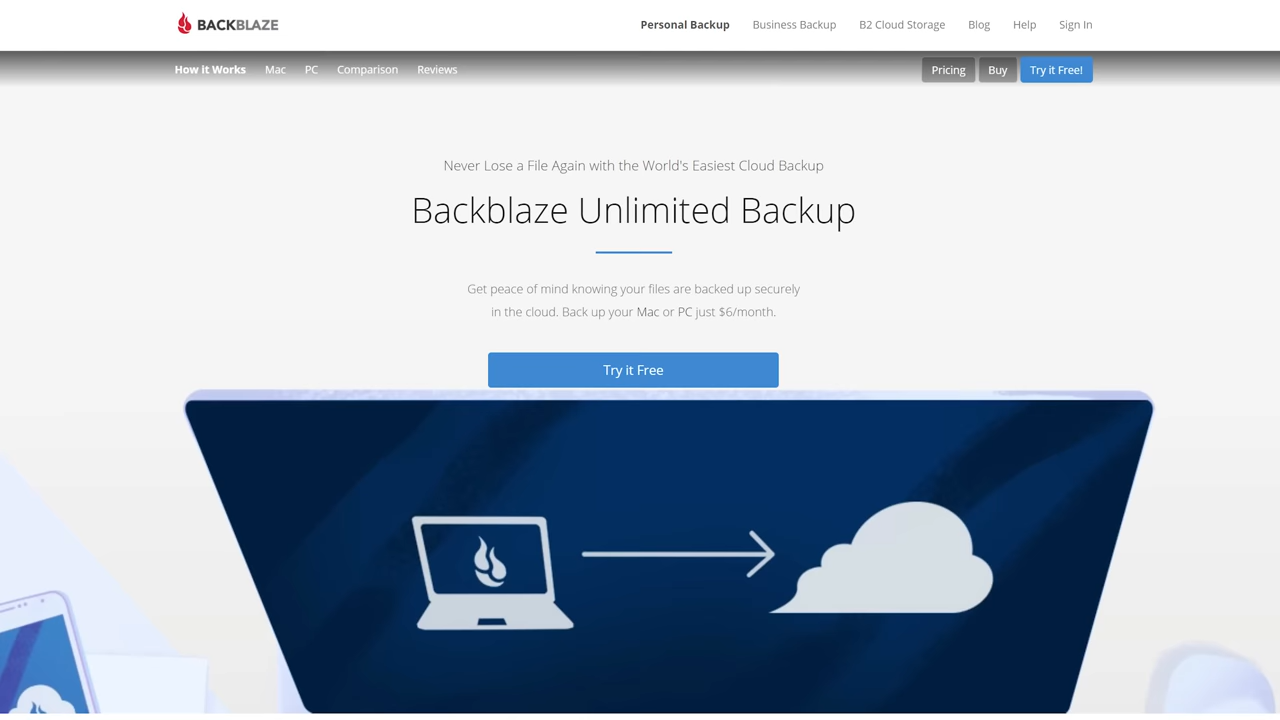 BACKBLAZE
Personal Backup
Business Backup
B2 Cloud Storage
Blog
Help
Sign In
How it Works
Mac
PC
Comparison
Reviews
Pricing
Buy
Try it Free!
Never Lose a File Again with the World's Easiest Cloud Backup
Backblaze Unlimited Backup
Get peace of mind knowing your files are backed up securely
in the cloud. Back up your Mac or PC just $6/month.
Try it Free